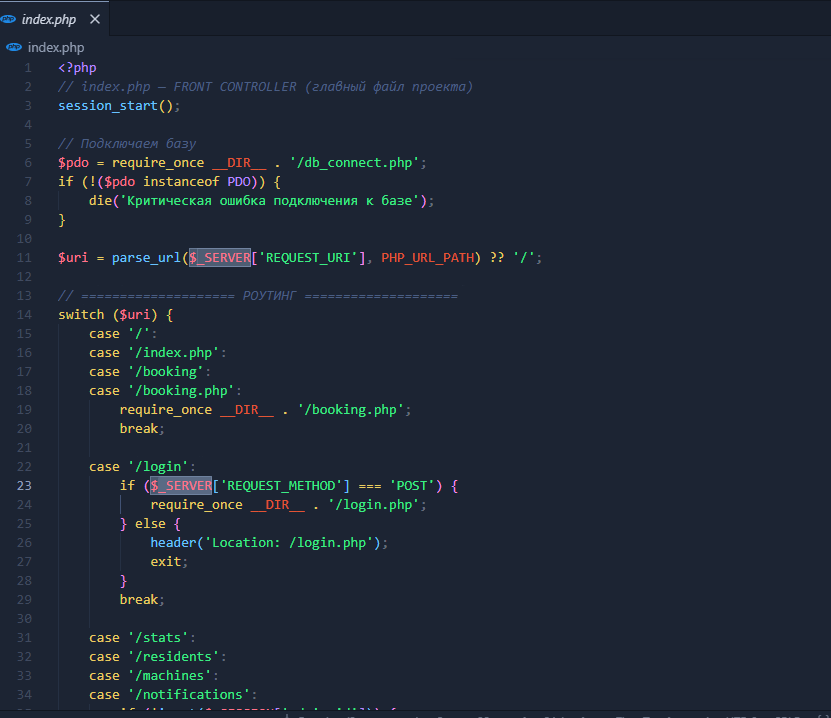 index.php
index.php
1 <?php
2 // index.php — FRONT CONTROLLER (главный файл проекта)
3 session_start();
4
5 // Подключаем базу
6 $pdo = require_once __DIR__ . '/db_connect.php';
7 if (!($pdo instanceof PDO)) {
8 die('Критическая ошибка подключения к базе');
9 }
10
11 $uri = parse_url($_SERVER['REQUEST_URI'], PHP_URL_PATH) ?? '/';
12
13 // ==================== РОУТИНГ ====================
14 switch ($uri) {
15 case '/':
16 case '/index.php':
17 case '/booking':
18 case '/booking.php':
19 require_once __DIR__ . '/booking.php';
20 break;
21
22 case '/login':
23 if ($_SERVER['REQUEST_METHOD'] === 'POST') {
24 require_once __DIR__ . '/login.php';
25 } else {
26 header('Location: /login.php');
27 exit;
28 }
29 break;
30
31 case '/stats':
32 case '/residents':
33 case '/machines':
34 case '/notifications':